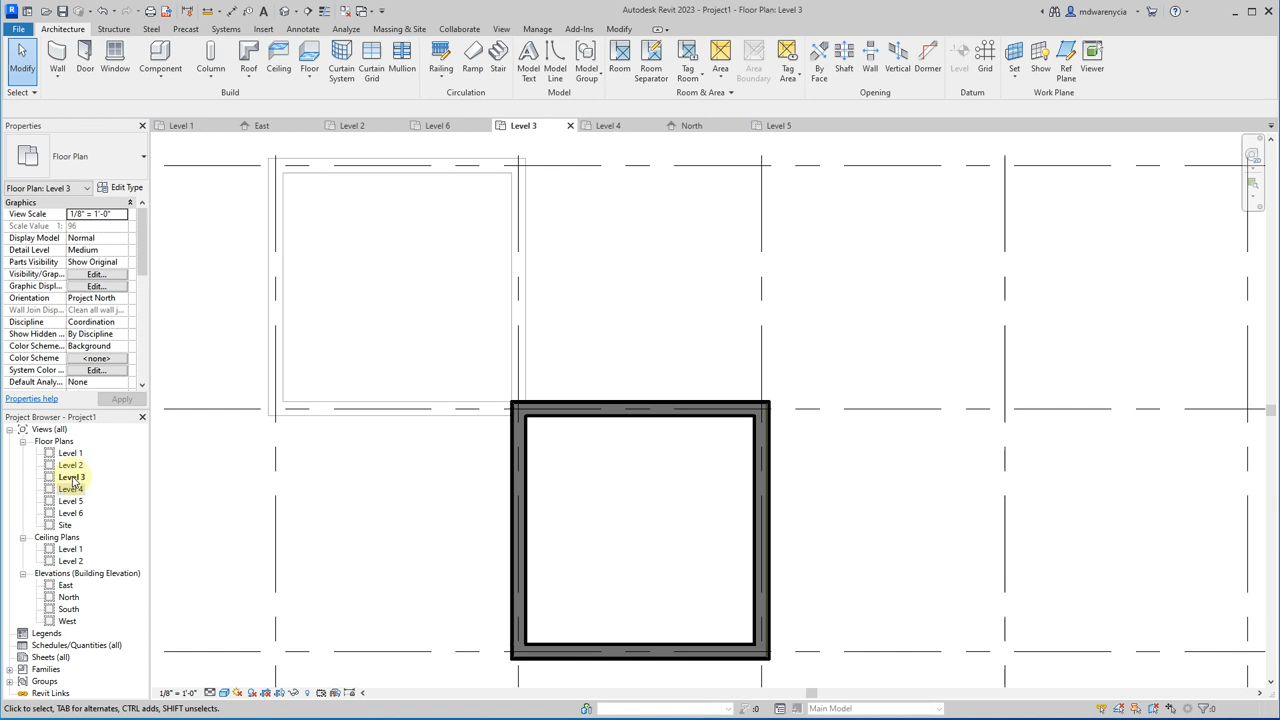 Autodesk Revit 2023 - Project1 - Floor Plan: Level 3
mdwarenycia
File Architecture Structure Steel Precast Systems Insert Annotate Analyze Massing & Site Collaborate View Manage Add-Ins Modify
Modify Wall Door Window Component Column Roof Ceiling Floor Curtain System Curtain Grid Mullion Railing Ramp Stair Model Text Model Line Model Group Room Room Separator Tag Room Area Area Boundary Tag Area By Face Shaft Wall Vertical Dormer Level Grid Set Show Ref Plane Viewer
Select Build Circulation Model Room & Area Opening Datum Work Plane
Properties
Level 1 East Level 2 Level 6 Level 3 Level 4 North Level 5
Floor Plan
Floor Plan: Level 3 Edit Type
Graphics
View Scale 1/8" = 1'-0"
Scale Value 1: 96
Display Model Normal
Detail Level Medium
Parts Visibility Show Original
Visibility/Grap... Edit...
Graphic Displ... Edit...
Orientation Project North
Wall Join Disp... Clean all wall j...
Discipline Coordination
Show Hidden ... By Discipline
Color Scheme... Background
Color Scheme <none>
System Color ... Edit...
Default Analy... None
Properties help Apply
Project Browser - Project1
Views (all)
Floor Plans
Level 1
Level 2
Level 3
Level 4
Level 5
Level 6
Site
Ceiling Plans
Level 1
Level 2
Elevations (Building Elevation)
East
North
South
West
Legends
Schedules/Quantities (all)
Sheets (all)
Families
Groups
Revit Links
1/8" = 1'-0"
Click to select, TAB for alternates, CTRL adds, SHIFT unselects.
:0 Main Model :0